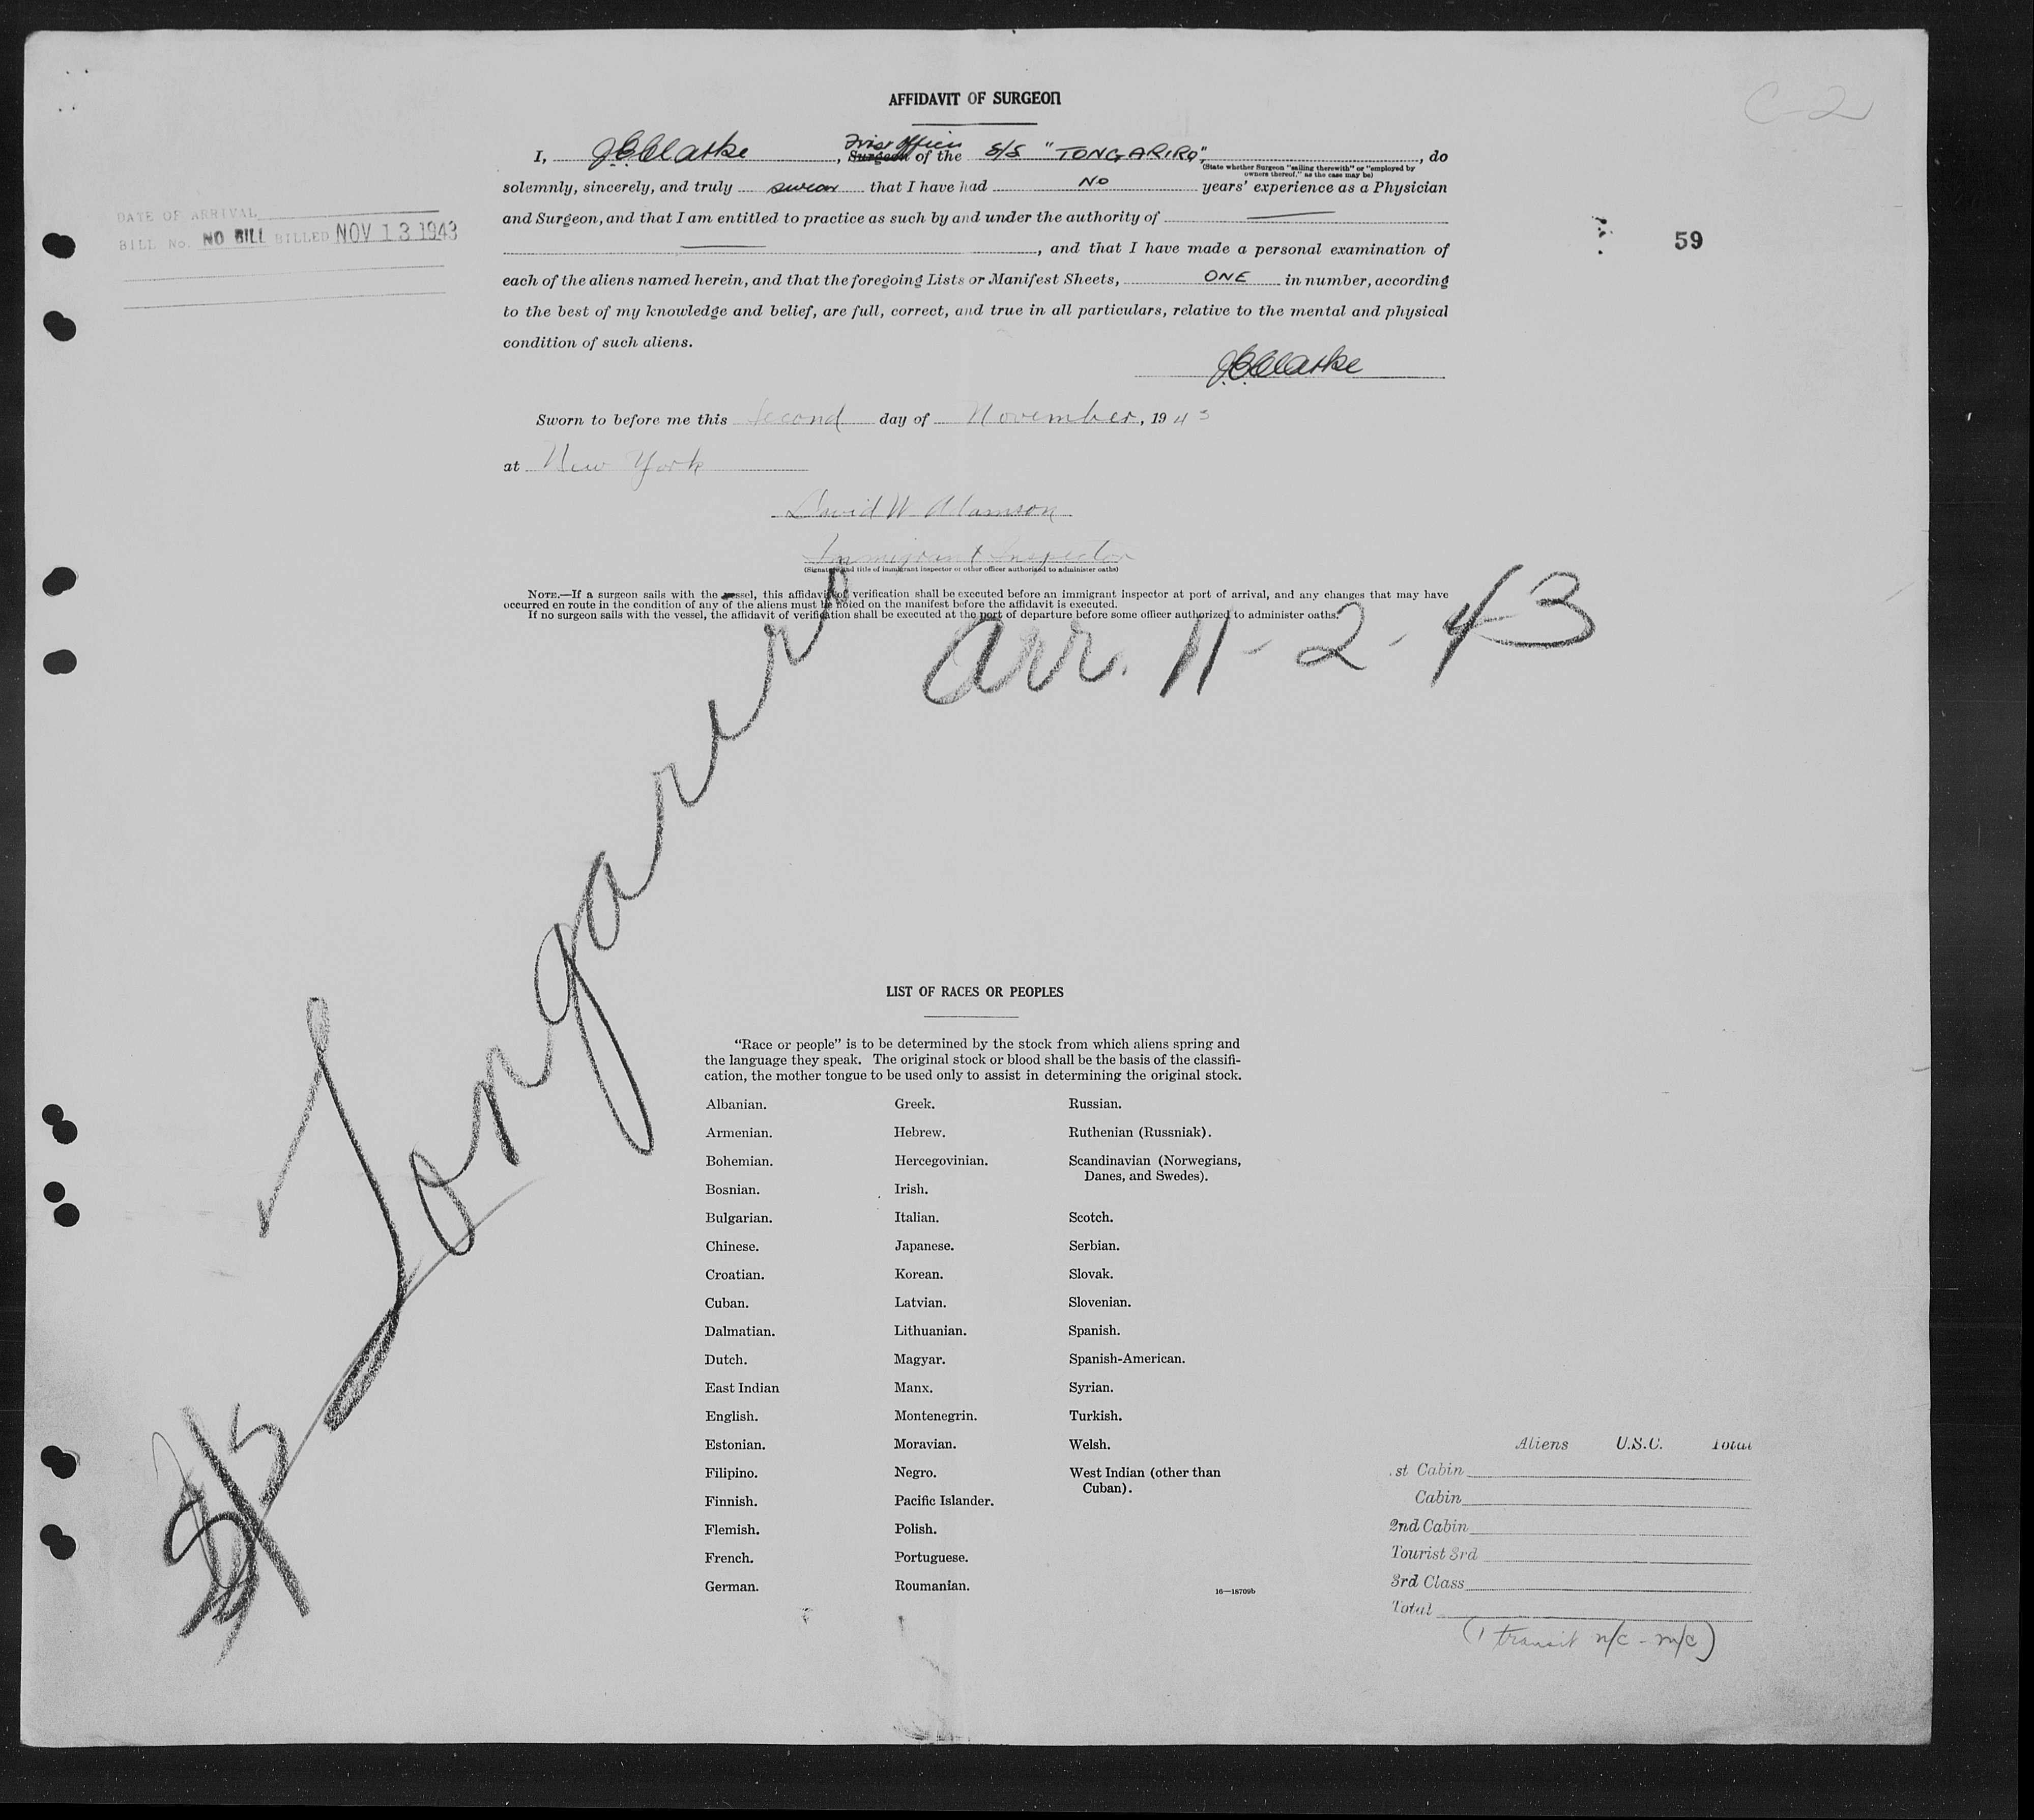 C-2
AFFIDAVIT OF SURGEON
I, J.C. Clarke, First Officer Surgeon of the S/S "TONGARIRO", do
(State whether Surgeon "sailing therewith" or "employed by
owners thereof," as the case may be)
solemnly, sincerely, and truly swear that I have had No years' experience as a Physician
and Surgeon, and that I am entitled to practice as such by and under the authority of
, and that I have made a personal examination of
each of the aliens named herein, and that the foregoing Lists or Manifest Sheets, ONE in number, according
to the best of my knowledge and belief, are full, correct, and true in all particulars, relative to the mental and physical
condition of such aliens.
DATE OF ARRIVAL
BILL No. NO BILL BILLED NOV 13 1943
59
J.C. Clarke
Sworn to before me this Second day of November, 1943
at New York
David W Adamson
Immigrant Inspector
(Signature and title of immigrant inspector or other officer authorized to administer oaths)
NOTE.—If a surgeon sails with the vessel, this affidavit of verification shall be executed before an immigrant inspector at port of arrival, and any changes that may have
occurred en route in the condition of any of the aliens must be noted on the manifest before the affidavit is executed.
If no surgeon sails with the vessel, the affidavit of verification shall be executed at the port of departure before some officer authorized to administer oaths.
arr. 11-2-43
S/S Tongariro
LIST OF RACES OR PEOPLES
"Race or people" is to be determined by the stock from which aliens spring and
the language they speak. The original stock or blood shall be the basis of the classifi-
cation, the mother tongue to be used only to assist in determining the original stock.
Albanian.
Armenian.
Bohemian.
Bosnian.
Bulgarian.
Chinese.
Croatian.
Cuban.
Dalmatian.
Dutch.
East Indian
English.
Estonian.
Filipino.
Finnish.
Flemish.
French.
German.
Greek.
Hebrew.
Hercegovinian.
Irish.
Italian.
Japanese.
Korean.
Latvian.
Lithuanian.
Magyar.
Manx.
Montenegrin.
Moravian.
Negro.
Pacific Islander.
Polish.
Portuguese.
Roumanian.
Russian.
Ruthenian (Russniak).
Scandinavian (Norwegians,
Danes, and Swedes).
Scotch.
Serbian.
Slovak.
Slovenian.
Spanish.
Spanish-American.
Syrian.
Turkish.
Welsh.
West Indian (other than
Cuban).
16—18709b
Aliens U.S.C. Total
1st Cabin
Cabin
2nd Cabin
Tourist 3rd
3rd Class
Total
(1 transit n/c - m/c)